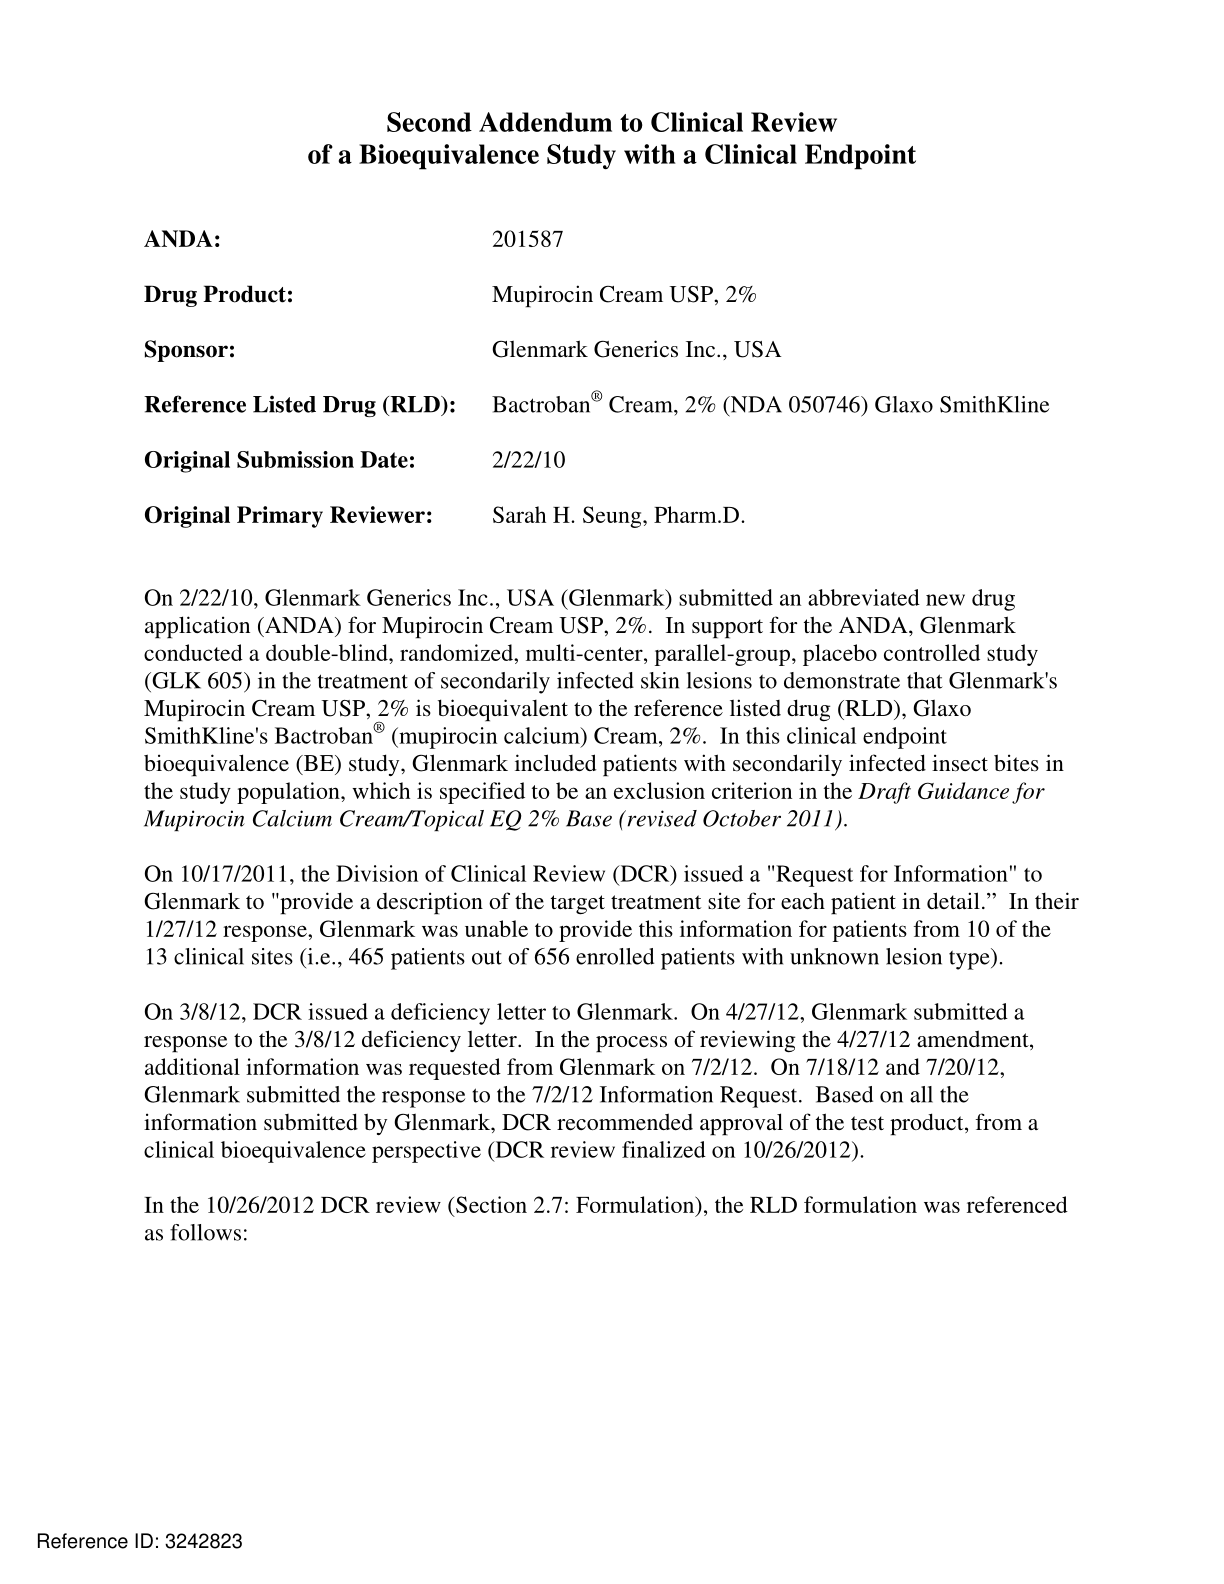 Second Addendum to Clinical Review
of a Bioequivalence Study with a Clinical Endpoint
ANDA: 201587
Drug Product: Mupirocin Cream USP, 2%
Sponsor: Glenmark Generics Inc., USA
Reference Listed Drug (RLD): Bactroban® Cream, 2% (NDA 050746) Glaxo SmithKline
Original Submission Date: 2/22/10
Original Primary Reviewer: Sarah H. Seung, Pharm.D.
On 2/22/10, Glenmark Generics Inc., USA (Glenmark) submitted an abbreviated new drug
application (ANDA) for Mupirocin Cream USP, 2%.  In support for the ANDA, Glenmark
conducted a double-blind, randomized, multi-center, parallel-group, placebo controlled study
(GLK 605) in the treatment of secondarily infected skin lesions to demonstrate that Glenmark's
Mupirocin Cream USP, 2% is bioequivalent to the reference listed drug (RLD), Glaxo
SmithKline's Bactroban® (mupirocin calcium) Cream, 2%.  In this clinical endpoint
bioequivalence (BE) study, Glenmark included patients with secondarily infected insect bites in
the study population, which is specified to be an exclusion criterion in the Draft Guidance for
Mupirocin Calcium Cream/Topical EQ 2% Base (revised October 2011).
On 10/17/2011, the Division of Clinical Review (DCR) issued a "Request for Information" to
Glenmark to "provide a description of the target treatment site for each patient in detail.”  In their
1/27/12 response, Glenmark was unable to provide this information for patients from 10 of the
13 clinical sites (i.e., 465 patients out of 656 enrolled patients with unknown lesion type).
On 3/8/12, DCR issued a deficiency letter to Glenmark.  On 4/27/12, Glenmark submitted a
response to the 3/8/12 deficiency letter.  In the process of reviewing the 4/27/12 amendment,
additional information was requested from Glenmark on 7/2/12.  On 7/18/12 and 7/20/12,
Glenmark submitted the response to the 7/2/12 Information Request.  Based on all the
information submitted by Glenmark, DCR recommended approval of the test product, from a
clinical bioequivalence perspective (DCR review finalized on 10/26/2012).
In the 10/26/2012 DCR review (Section 2.7: Formulation), the RLD formulation was referenced
as follows:
Reference ID: 3242823